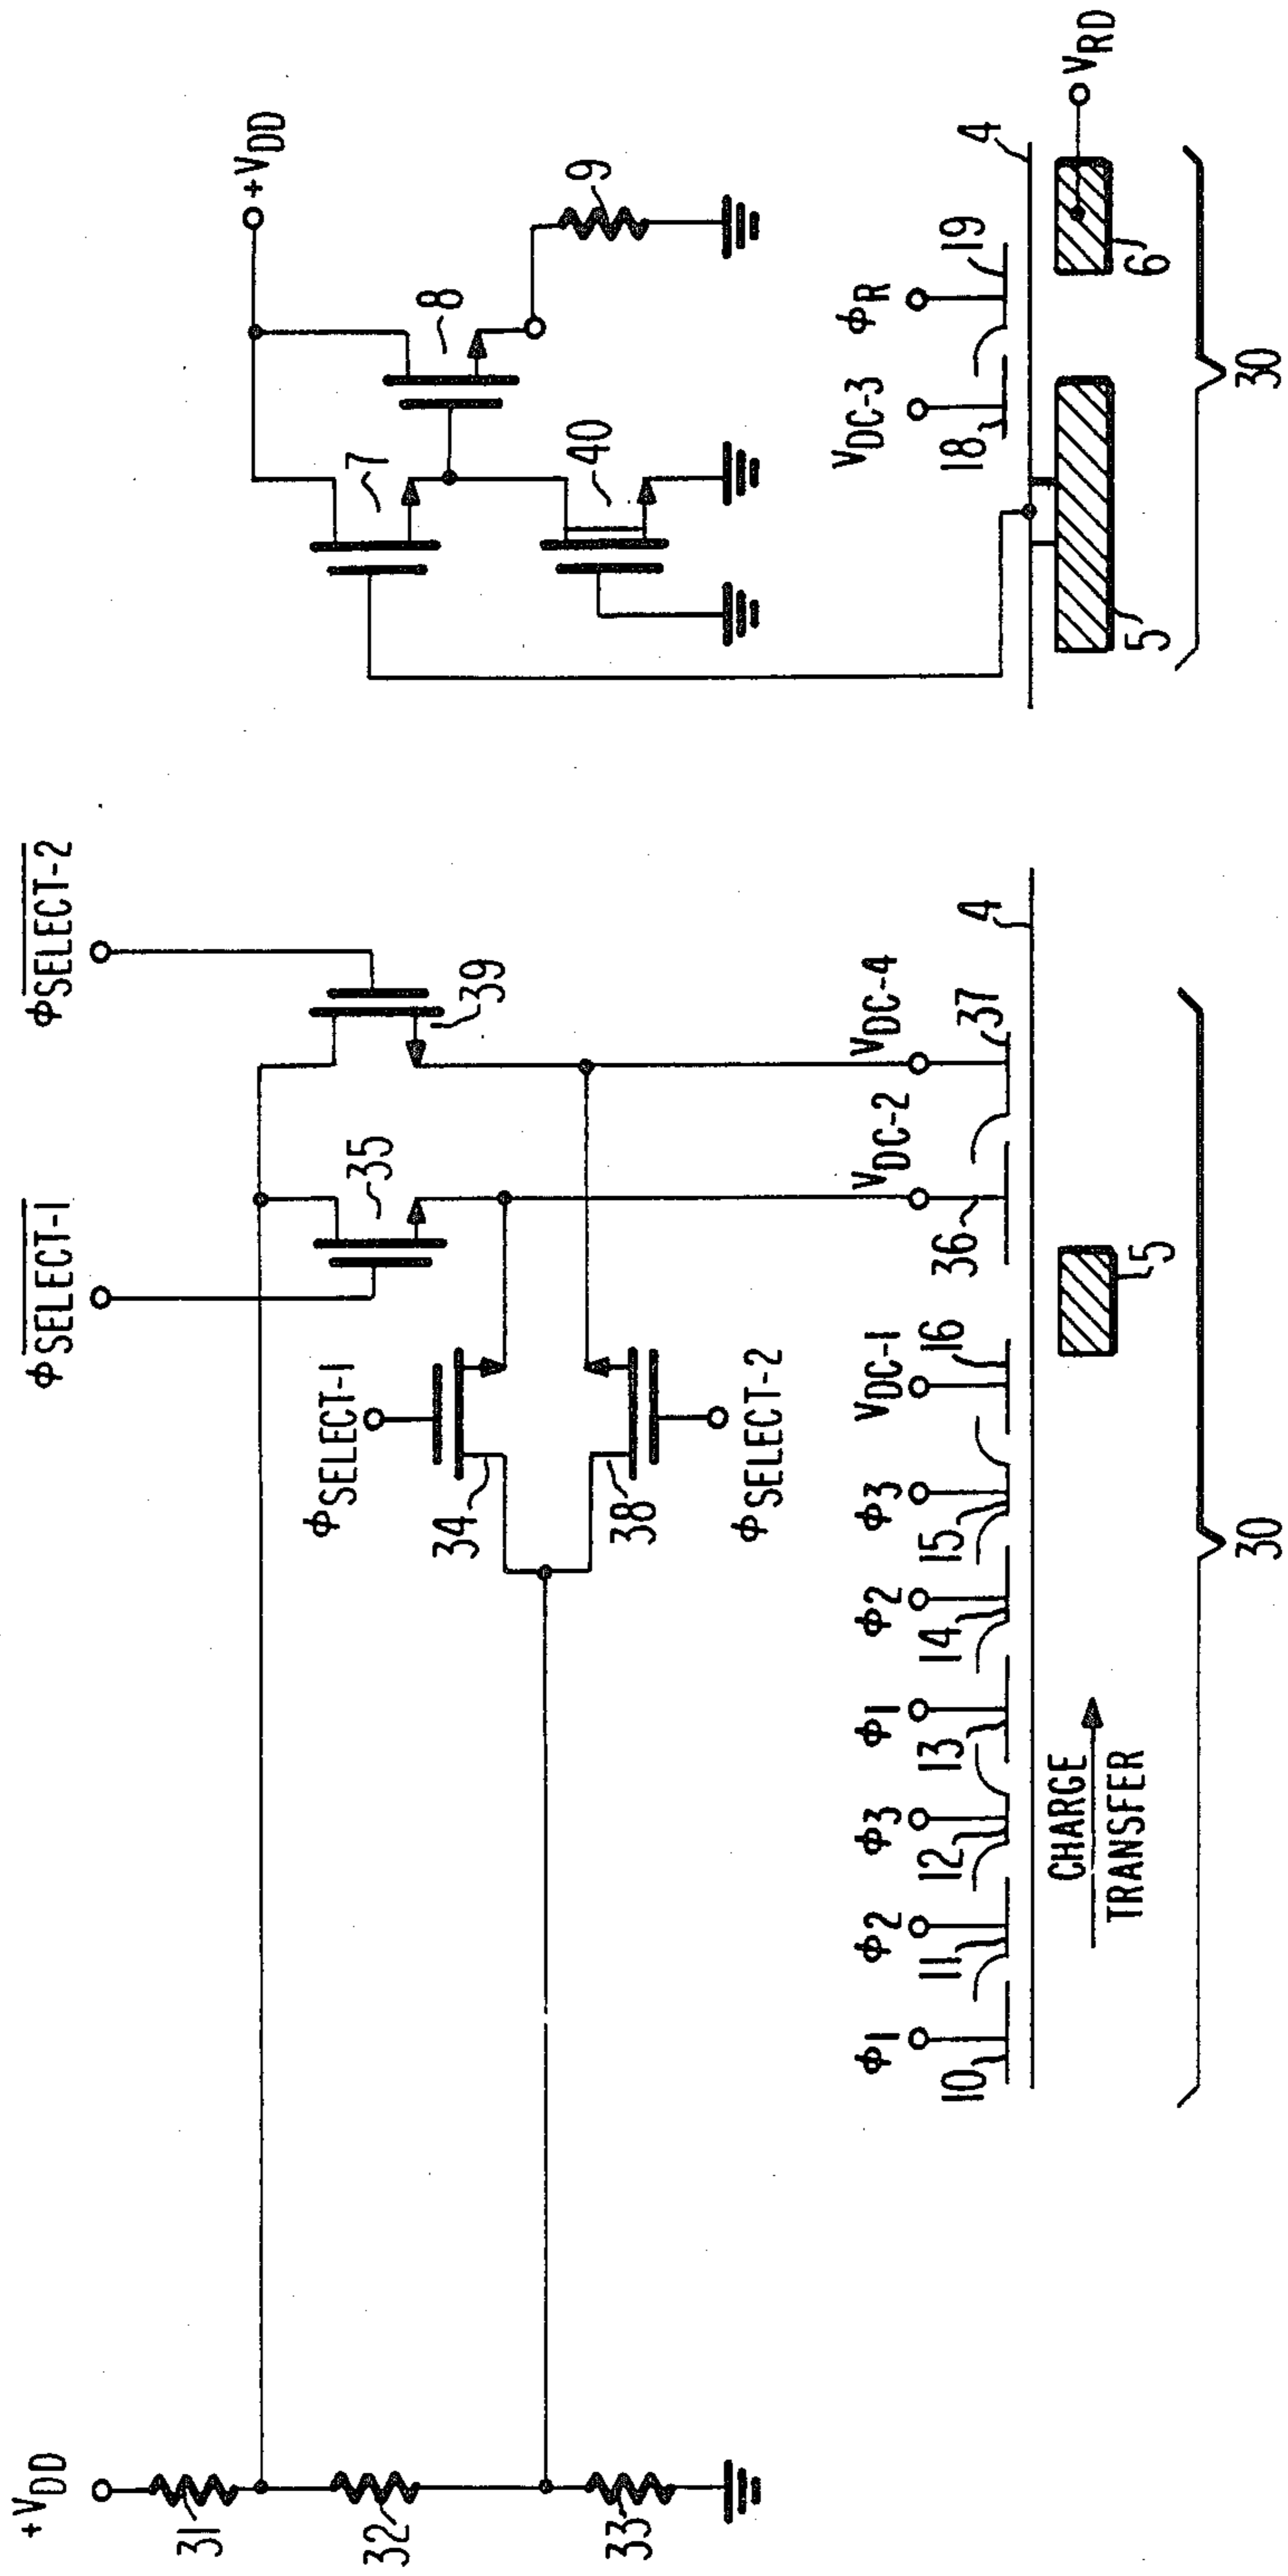 +VDD
31
32
33
φSELECT-1
φSELECT-2
φSELECT-1
34
35
φSELECT-2
38
39
+VDD
7
8
9
40
φ1
φ2
φ3
φ1
φ2
φ3
VDC-1
VDC-2
VDC-4
VDC-3
φR
10
11
12
13
14
15
16
36
37
4
18
19
4
VRD
CHARGE
TRANSFER
5
5
6
30
30